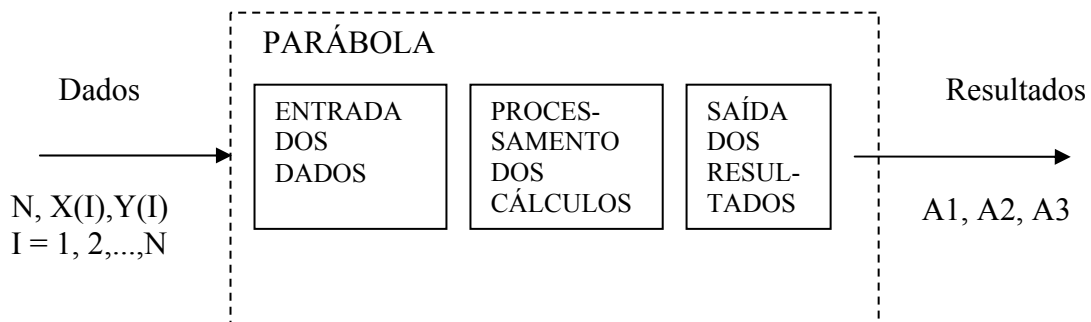 PARÁBOLA
Dados
N, X(I),Y(I)
I = 1, 2,...,N
ENTRADA
DOS
DADOS
PROCES-
SAMENTO
DOS
CÁLCULOS
SAÍDA
DOS
RESUL-
TADOS
Resultados
A1, A2, A3